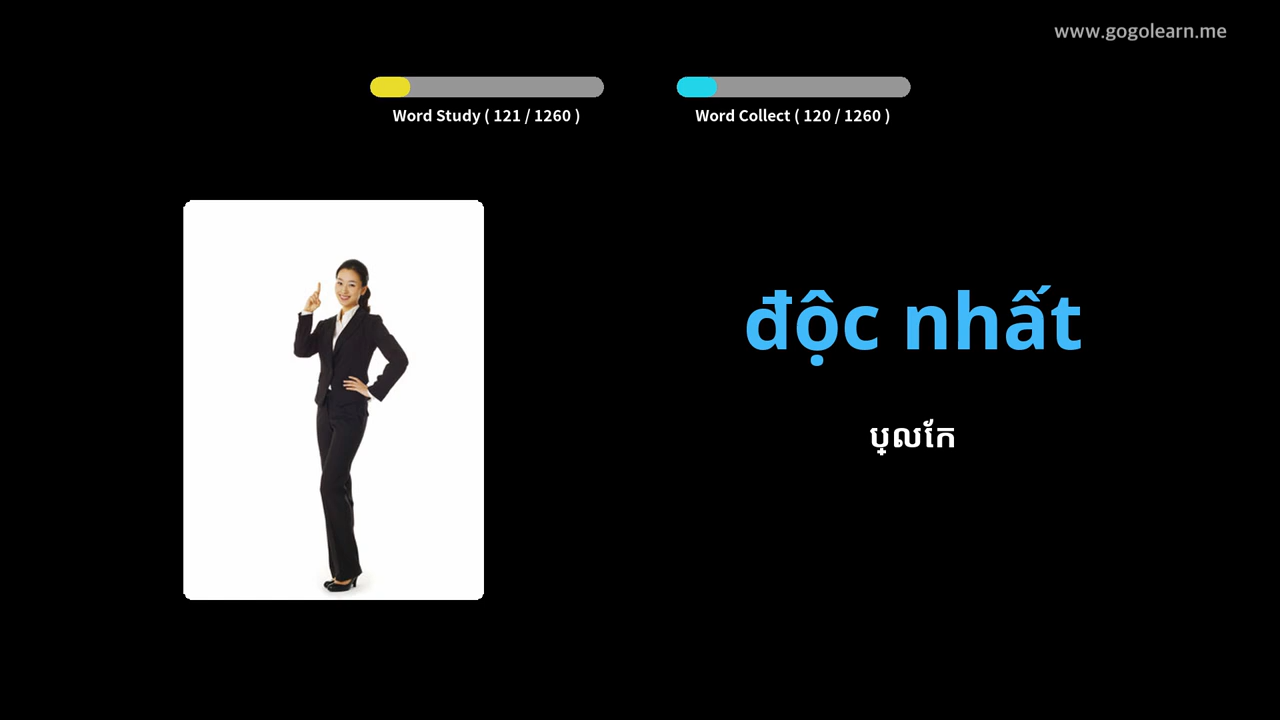 www.gogolearn.me
Word Study ( 121 / 1260 )
Word Collect ( 120 / 1260 )
độc nhất
ប្លែក